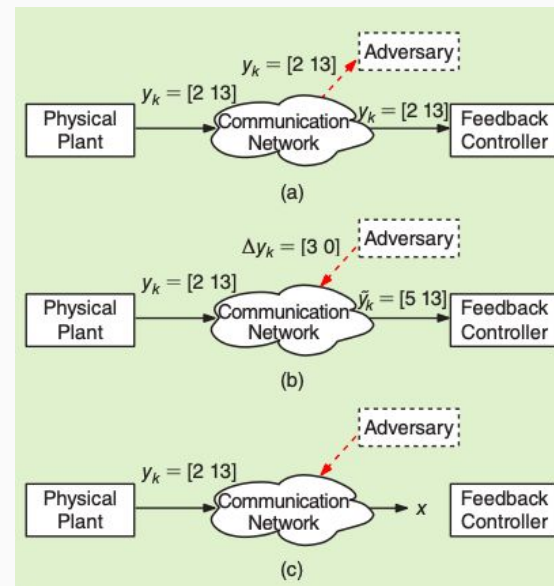 y_k = [2 13]
Adversary
y_k = [2 13]
y_k = [2 13]
Physical
Plant
Communication
Network
Feedback
Controller
(a)
Δy_k = [3 0]
Adversary
y_k = [2 13]
ỹ_k = [5 13]
Physical
Plant
Communication
Network
Feedback
Controller
(b)
Adversary
y_k = [2 13]
Physical
Plant
Communication
Network
x
Feedback
Controller
(c)